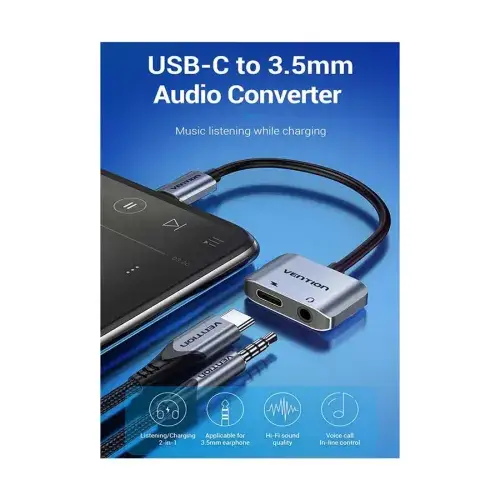 USB-C to 3.5mm
Audio Converter
Music listening while charging
VENTION
VENTION
VENTION
VENTION
Listening/Charging
2-in-1
Applicable for
3.5mm earphone
Hi-Fi sound
quality
Voice call
In-line control